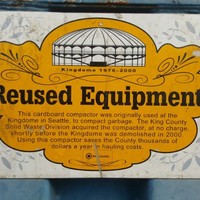 Kingdome 1976-2000
Reused Equipment
This cardboard compactor was originally used at the
Kingdome in Seattle, to compact garbage. The King County
Solid Waste Division acquired the compactor, at no charge,
shortly before the Kingdome was demolished in 2000.
Using this compactor saves the County thousands of
dollars a year in hauling costs.